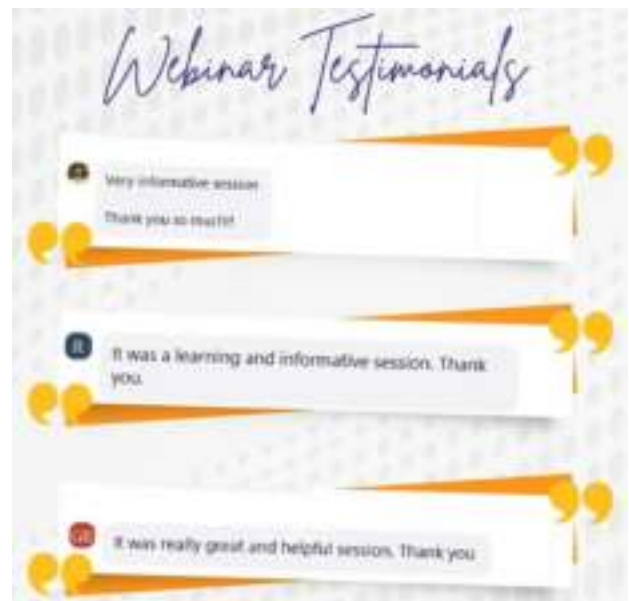 Webinar Testimonials
Very informative session
Thank you so much!!
It was a learning and informative session. Thank
you.
It was really great and helpful session. Thank you